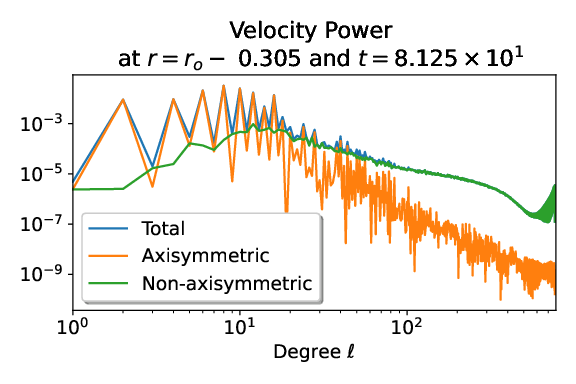 Velocity Power
at r = r_o − 0.305 and t = 8.125 × 10^1
10^−3
10^−5
10^−7
10^−9
Total
Axisymmetric
Non-axisymmetric
10^0 10^1 10^2
Degree ℓ